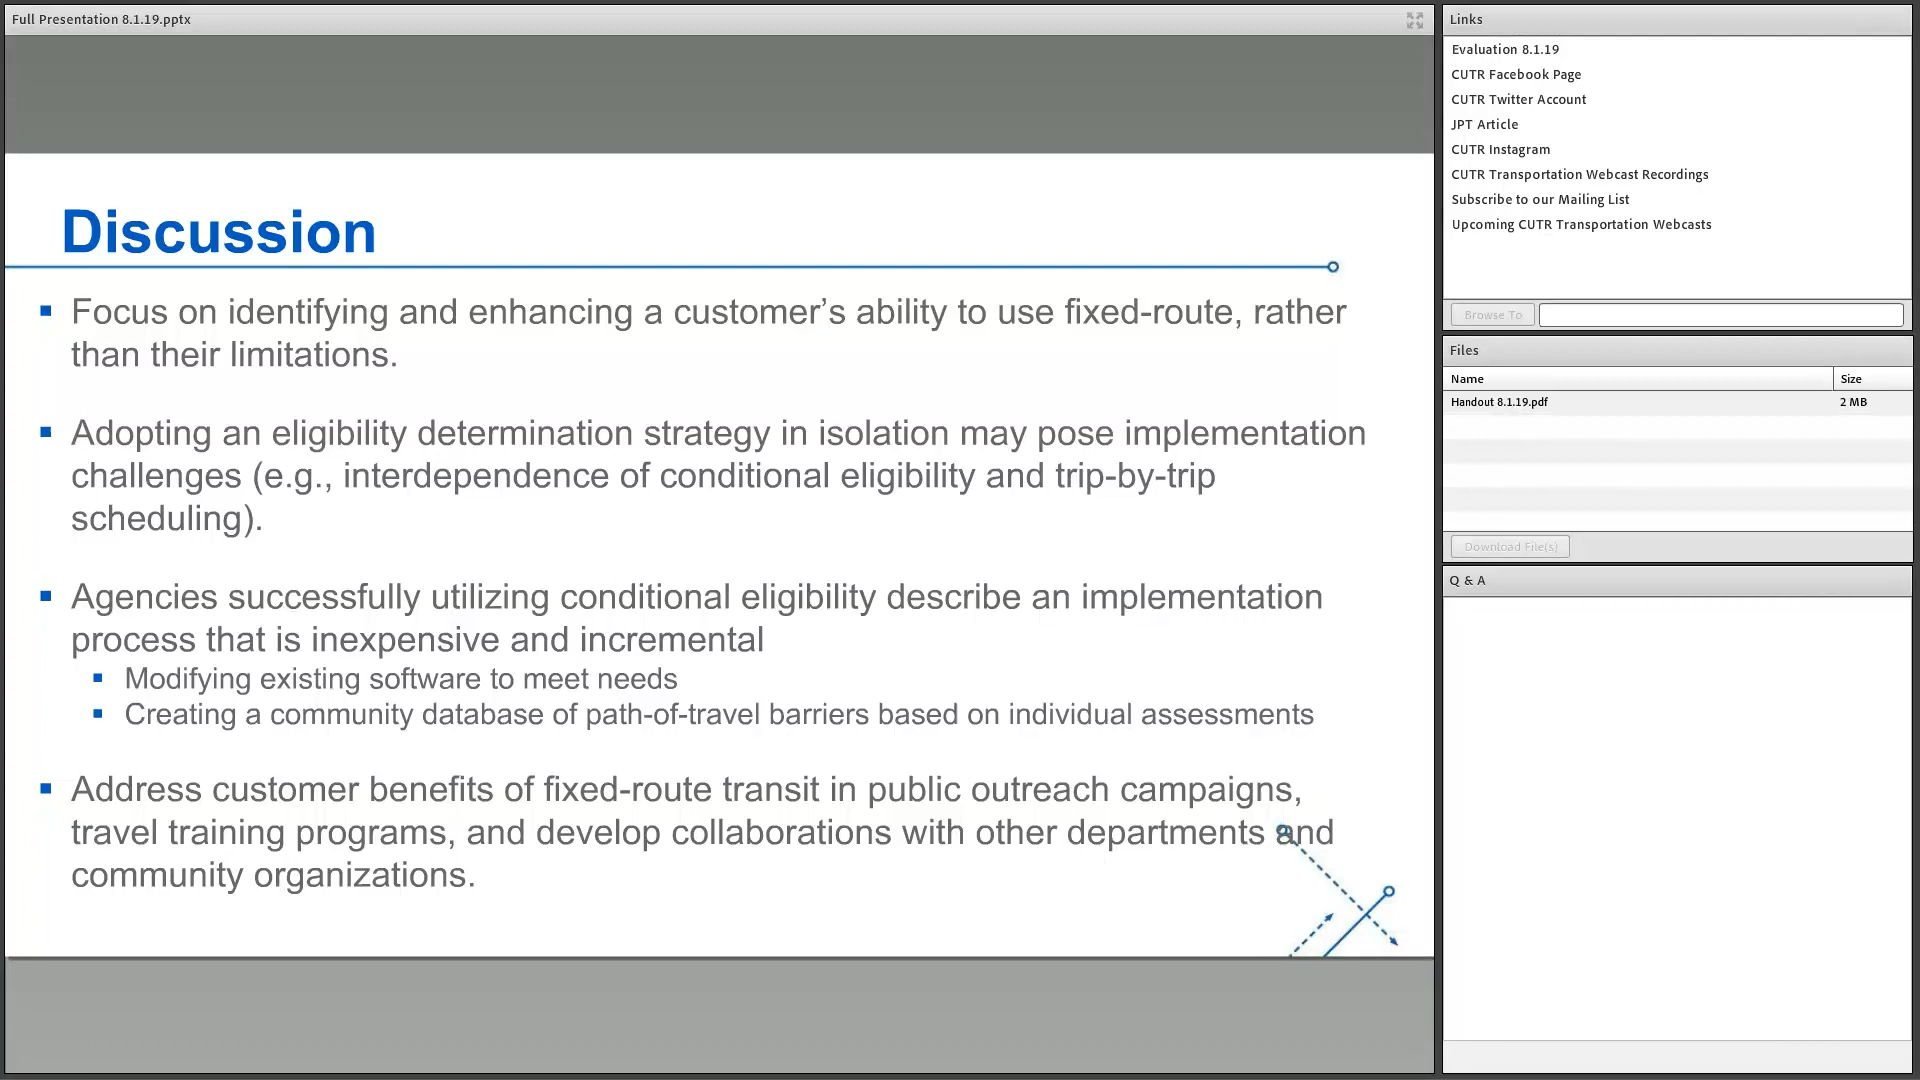 Full Presentation 8.1.19.pptx
Discussion
Focus on identifying and enhancing a customer’s ability to use fixed-route, rather
than their limitations.
Adopting an eligibility determination strategy in isolation may pose implementation
challenges (e.g., interdependence of conditional eligibility and trip-by-trip
scheduling).
Agencies successfully utilizing conditional eligibility describe an implementation
process that is inexpensive and incremental
Modifying existing software to meet needs
Creating a community database of path-of-travel barriers based on individual assessments
Address customer benefits of fixed-route transit in public outreach campaigns,
travel training programs, and develop collaborations with other departments and
community organizations.
Links
Evaluation 8.1.19
CUTR Facebook Page
CUTR Twitter Account
JPT Article
CUTR Instagram
CUTR Transportation Webcast Recordings
Subscribe to our Mailing List
Upcoming CUTR Transportation Webcasts
Browse To
Files
Name Size
Handout 8.1.19.pdf 2 MB
Download File(s)
Q & A